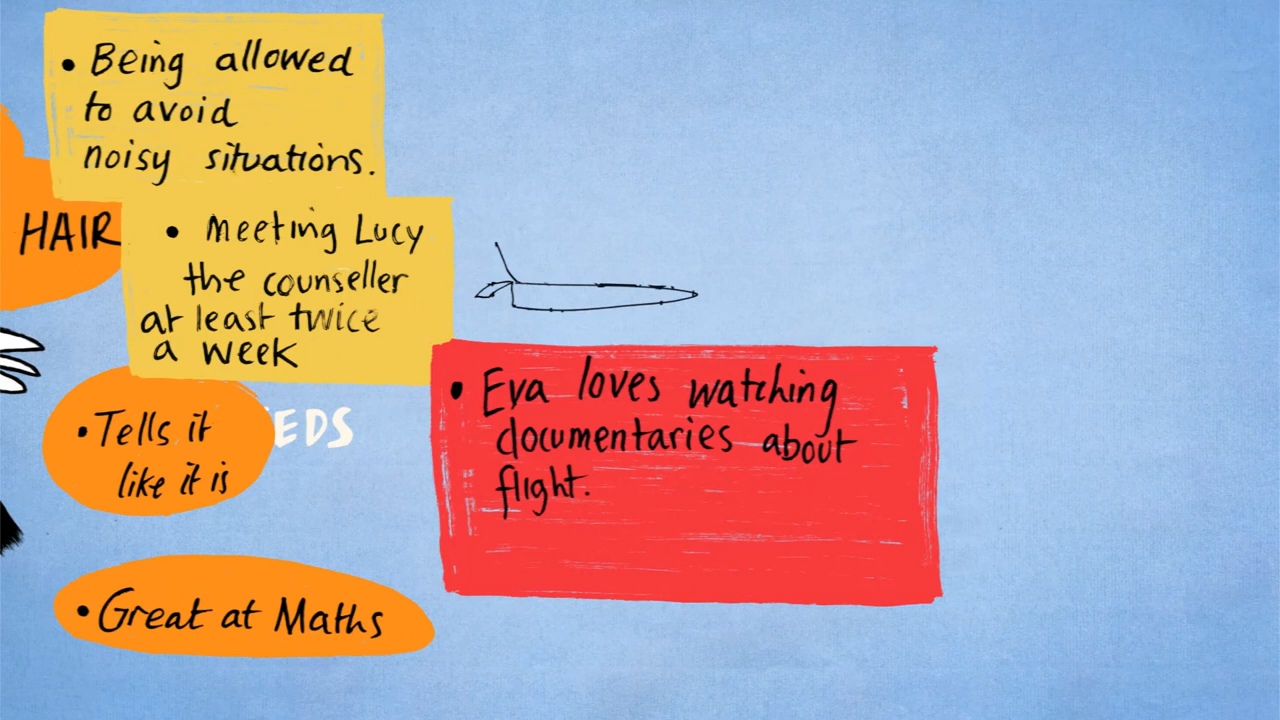 • Being allowed
to avoid
noisy situations.
HAIR
• Meeting Lucy
the counseller
at least twice
a week
• Tells it
like it is
EDS
• Great at Maths
• Eva loves watching
documentaries about
flight.